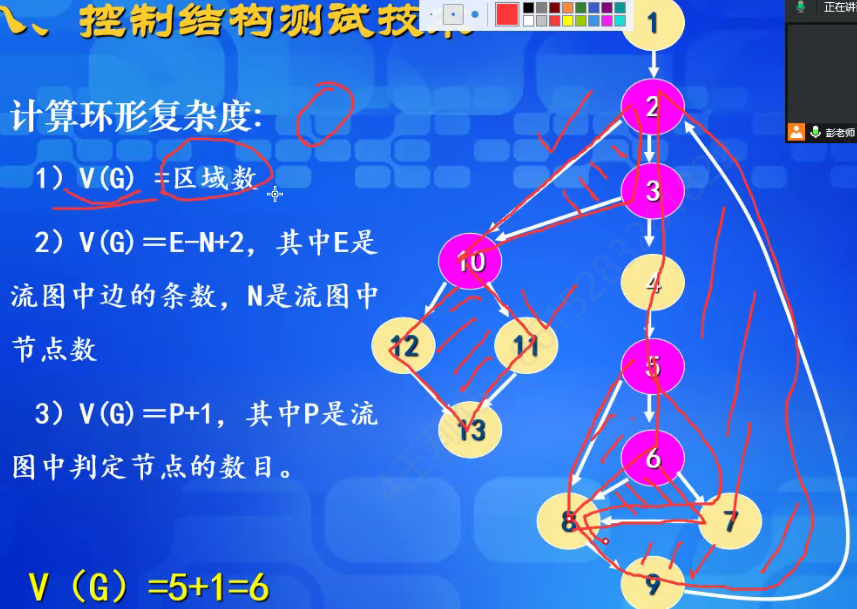 八、控制结构测试技术
正在讲
彭老师
计算环形复杂度:
1）V(G) =区域数
2）V(G)＝E-N+2, 其中E是
流图中边的条数, N是流图中
节点数
3）V(G)＝P+1, 其中P是流
图中判定节点的数目。
V（G）=5+1=6
1
2
3
4
5
6
7
8
9
10
12
11
13